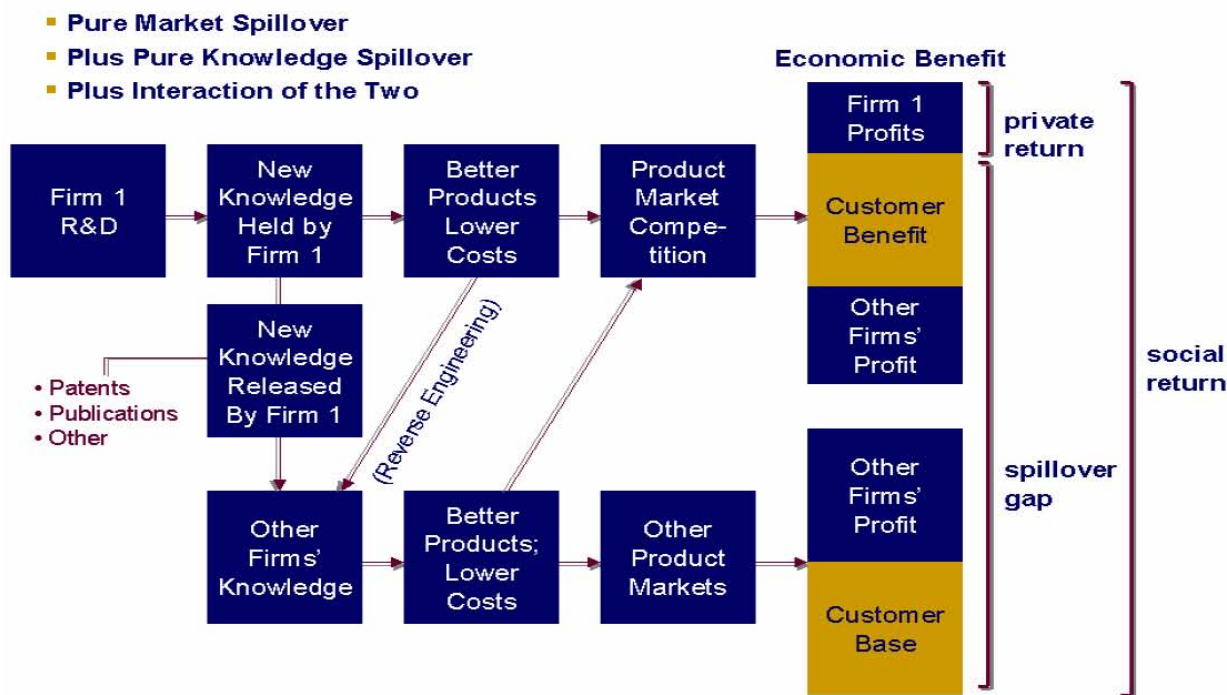 ▪ Pure Market Spillover
▪ Plus Pure Knowledge Spillover
▪ Plus Interaction of the Two
Economic Benefit
Firm 1
R&D
New
Knowledge
Held by
Firm 1
Better
Products
Lower
Costs
Product
Market
Compe-
tition
Firm 1
Profits
Customer
Benefit
Other
Firms'
Profit
private
return
New
Knowledge
Released
By Firm 1
• Patents
• Publications
• Other
(Reverse Engineering)
Other
Firms'
Knowledge
Better
Products;
Lower
Costs
Other
Product
Markets
Other
Firms'
Profit
Customer
Base
spillover
gap
social
return